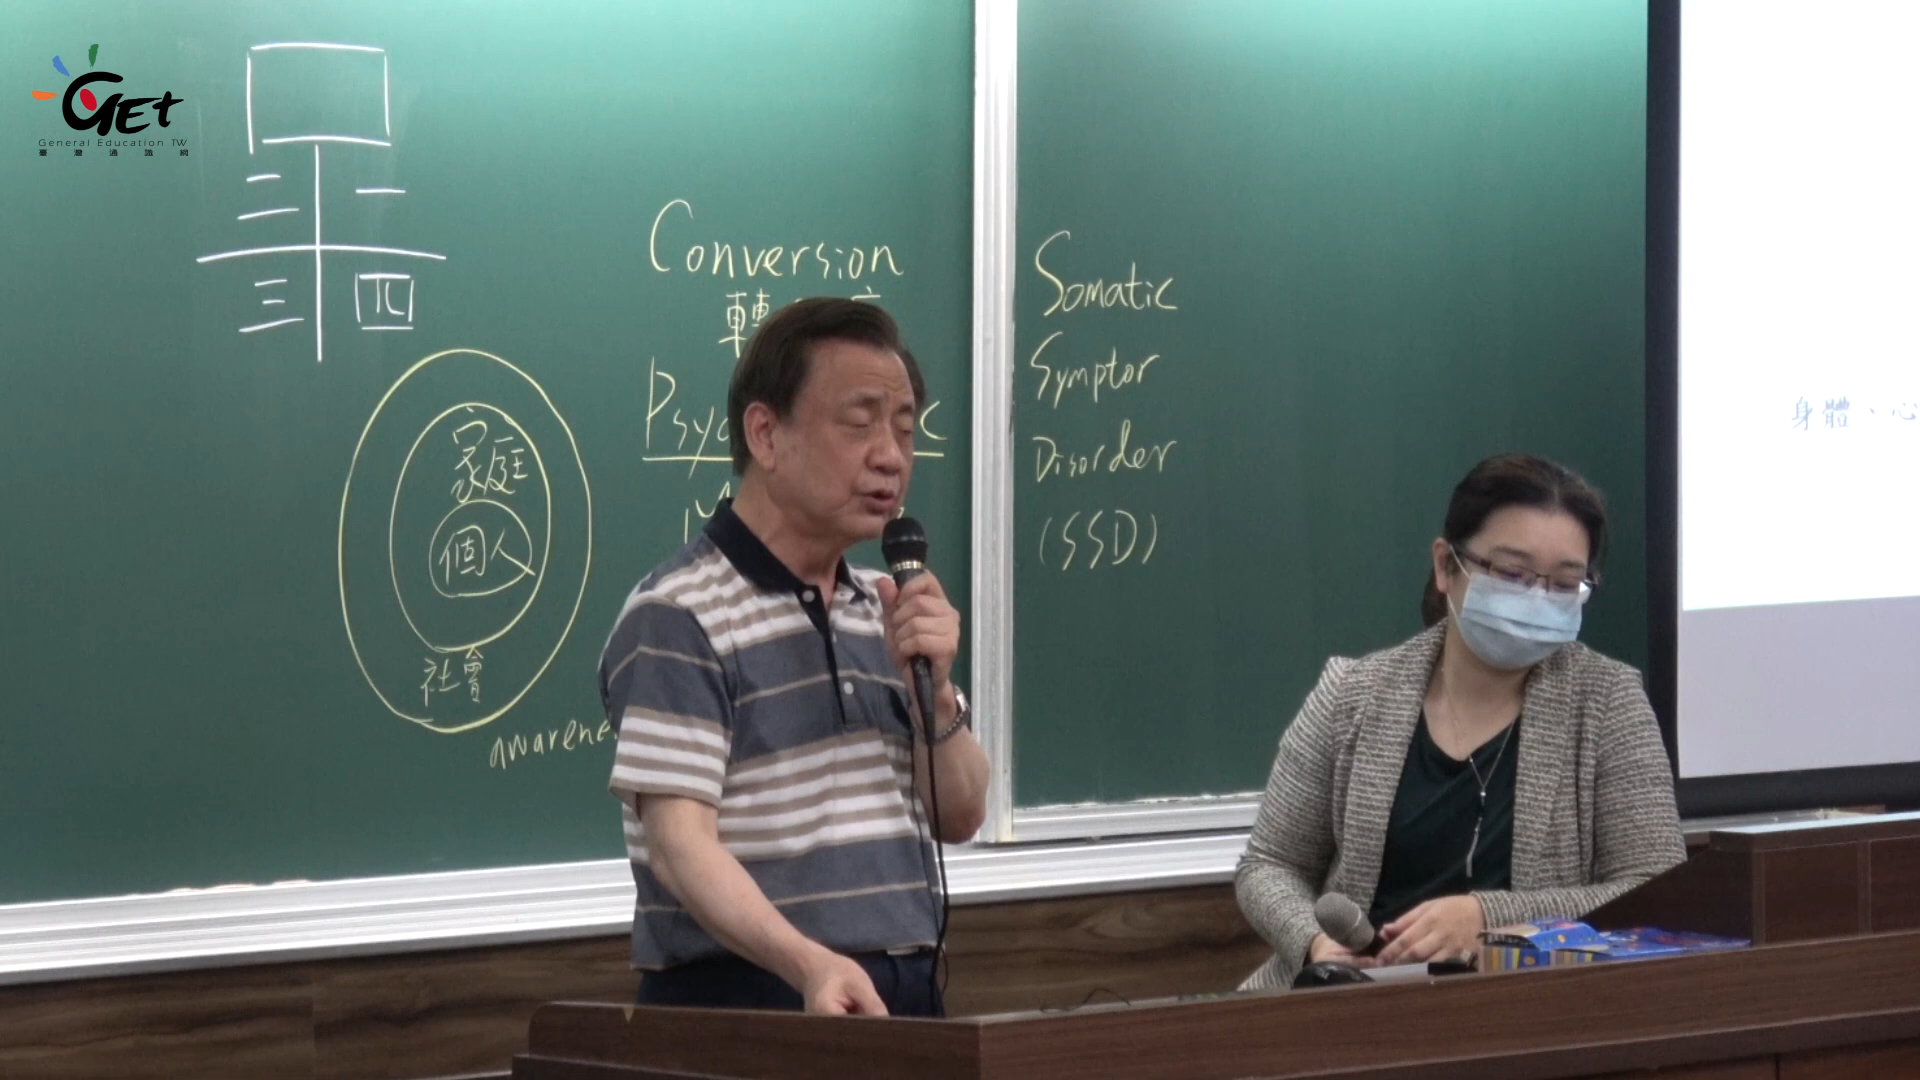 GET
General Education TW
臺灣通識網
二 一
三 四
家庭
個人
社會
Conversion
轉
Somatic
Symptor
Disorder
(SSD)
身體、心